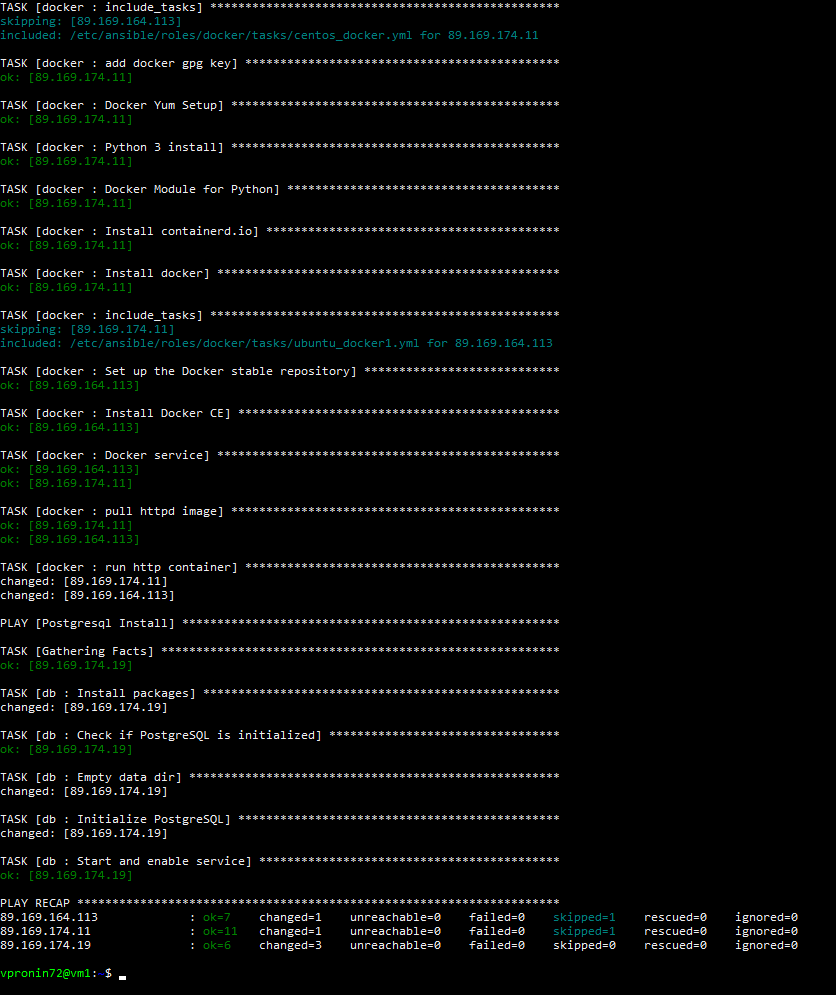 TASK [docker : include_tasks] **************************************************
skipping: [89.169.164.113]
included: /etc/ansible/roles/docker/tasks/centos_docker.yml for 89.169.174.11
TASK [docker : add docker gpg key] *********************************************
ok: [89.169.174.11]
TASK [docker : Docker Yum Setup] ***********************************************
ok: [89.169.174.11]
TASK [docker : Python 3 install] ***********************************************
ok: [89.169.174.11]
TASK [docker : Docker Module for Python] ***************************************
ok: [89.169.174.11]
TASK [docker : Install containerd.io] ******************************************
ok: [89.169.174.11]
TASK [docker : Install docker] *************************************************
ok: [89.169.174.11]
TASK [docker : include_tasks] **************************************************
skipping: [89.169.174.11]
included: /etc/ansible/roles/docker/tasks/ubuntu_docker1.yml for 89.169.164.113
TASK [docker : Set up the Docker stable repository] ****************************
ok: [89.169.164.113]
TASK [docker : Install Docker CE] **********************************************
ok: [89.169.164.113]
TASK [docker : Docker service] *************************************************
ok: [89.169.164.113]
ok: [89.169.174.11]
TASK [docker : pull httpd image] ***********************************************
ok: [89.169.174.11]
ok: [89.169.164.113]
TASK [docker : run http container] *********************************************
changed: [89.169.174.11]
changed: [89.169.164.113]
PLAY [Postgresql Install] ******************************************************
TASK [Gathering Facts] *********************************************************
ok: [89.169.174.19]
TASK [db : Install packages] ***************************************************
changed: [89.169.174.19]
TASK [db : Check if PostgreSQL is initialized] *********************************
ok: [89.169.174.19]
TASK [db : Empty data dir] *****************************************************
changed: [89.169.174.19]
TASK [db : Initialize PostgreSQL] **********************************************
changed: [89.169.174.19]
TASK [db : Start and enable service] *******************************************
ok: [89.169.174.19]
PLAY RECAP *********************************************************************
89.169.164.113             : ok=7    changed=1    unreachable=0    failed=0    skipped=1    rescued=0    ignored=0
89.169.174.11              : ok=11   changed=1    unreachable=0    failed=0    skipped=1    rescued=0    ignored=0
89.169.174.19              : ok=6    changed=3    unreachable=0    failed=0    skipped=0    rescued=0    ignored=0
vpronin72@vm1:~$